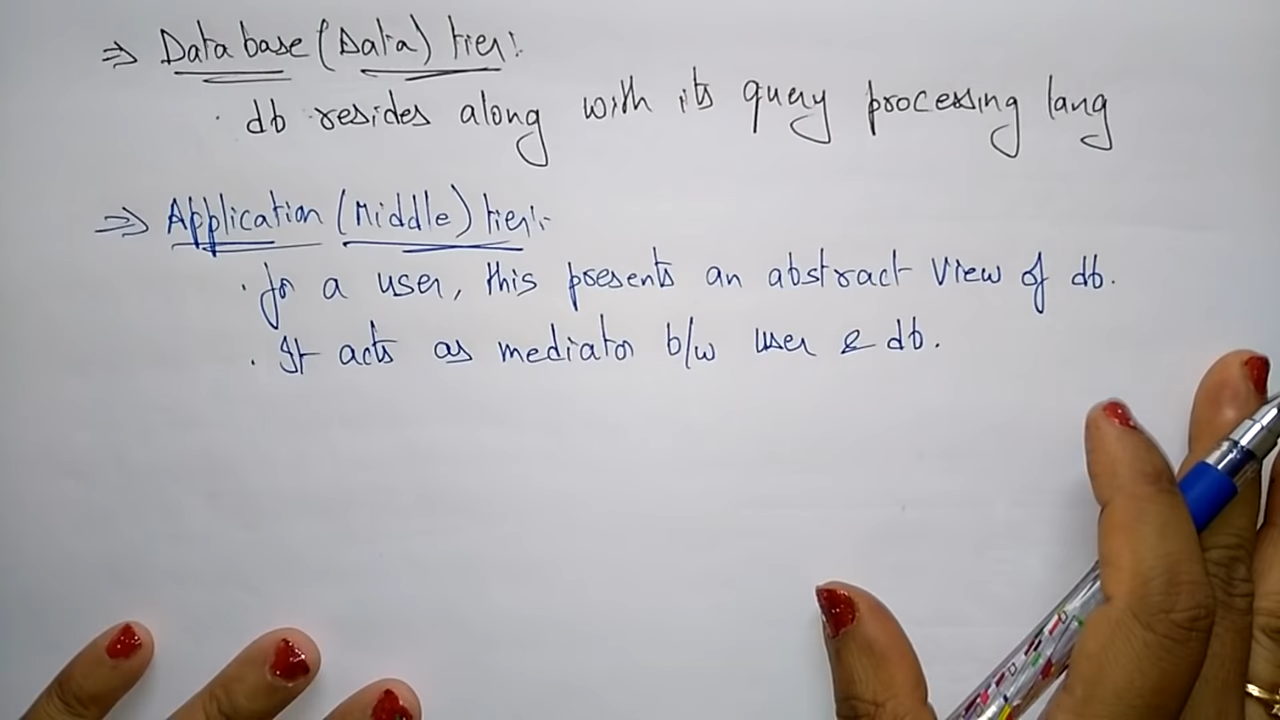 ⇒ Database (Data) tier:
· db resides along with its query processing lang
⇒ Application (Middle) tier:-
· for a user, this presents an abstract view of db.
· It acts as mediator b/w user & db.